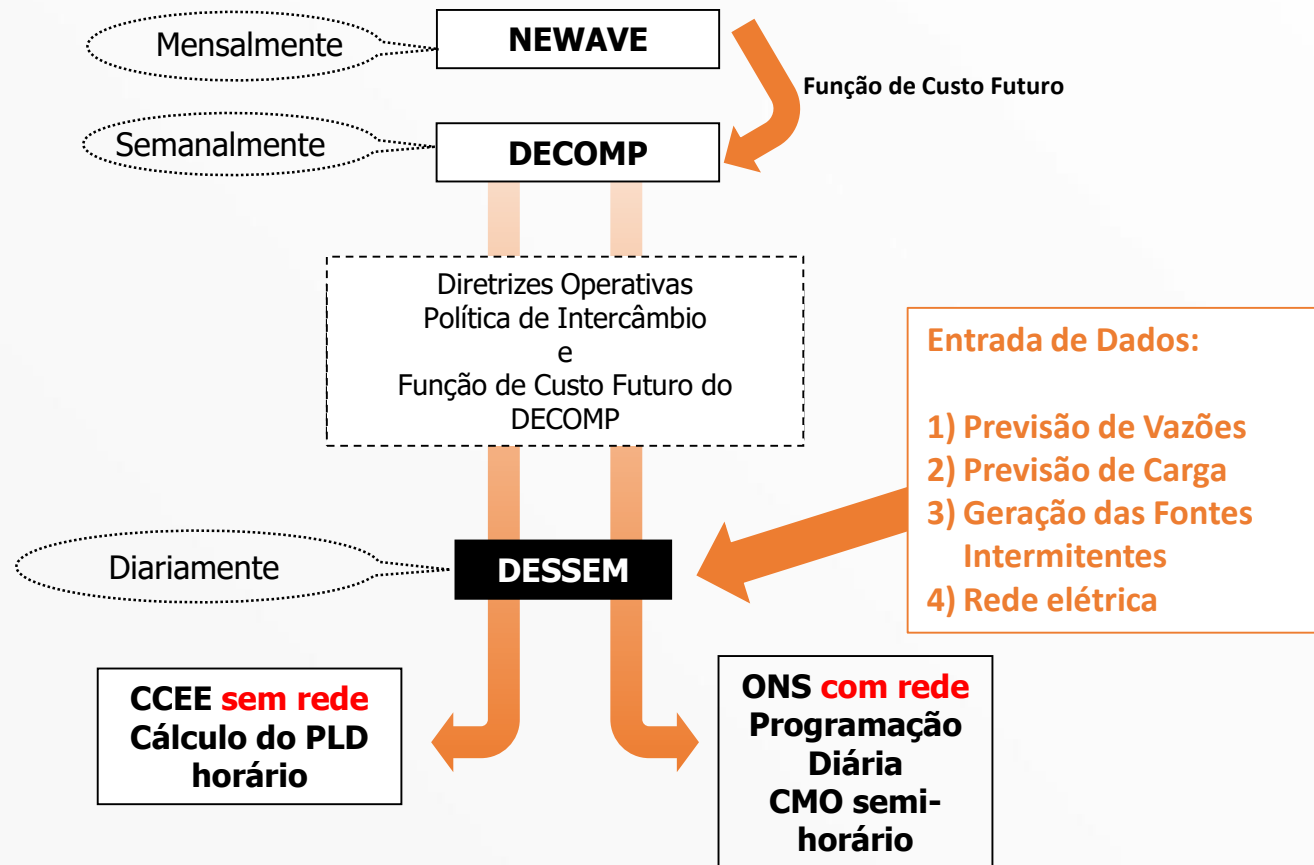 Mensalmente
NEWAVE
Função de Custo Futuro
Semanalmente
DECOMP
Diretrizes Operativas
Política de Intercâmbio
e
Função de Custo Futuro do
DECOMP
Entrada de Dados:
1) Previsão de Vazões
2) Previsão de Carga
3) Geração das Fontes
Intermitentes
4) Rede elétrica
Diariamente
DESSEM
CCEE sem rede
Cálculo do PLD
horário
ONS com rede
Programação
Diária
CMO semi-
horário